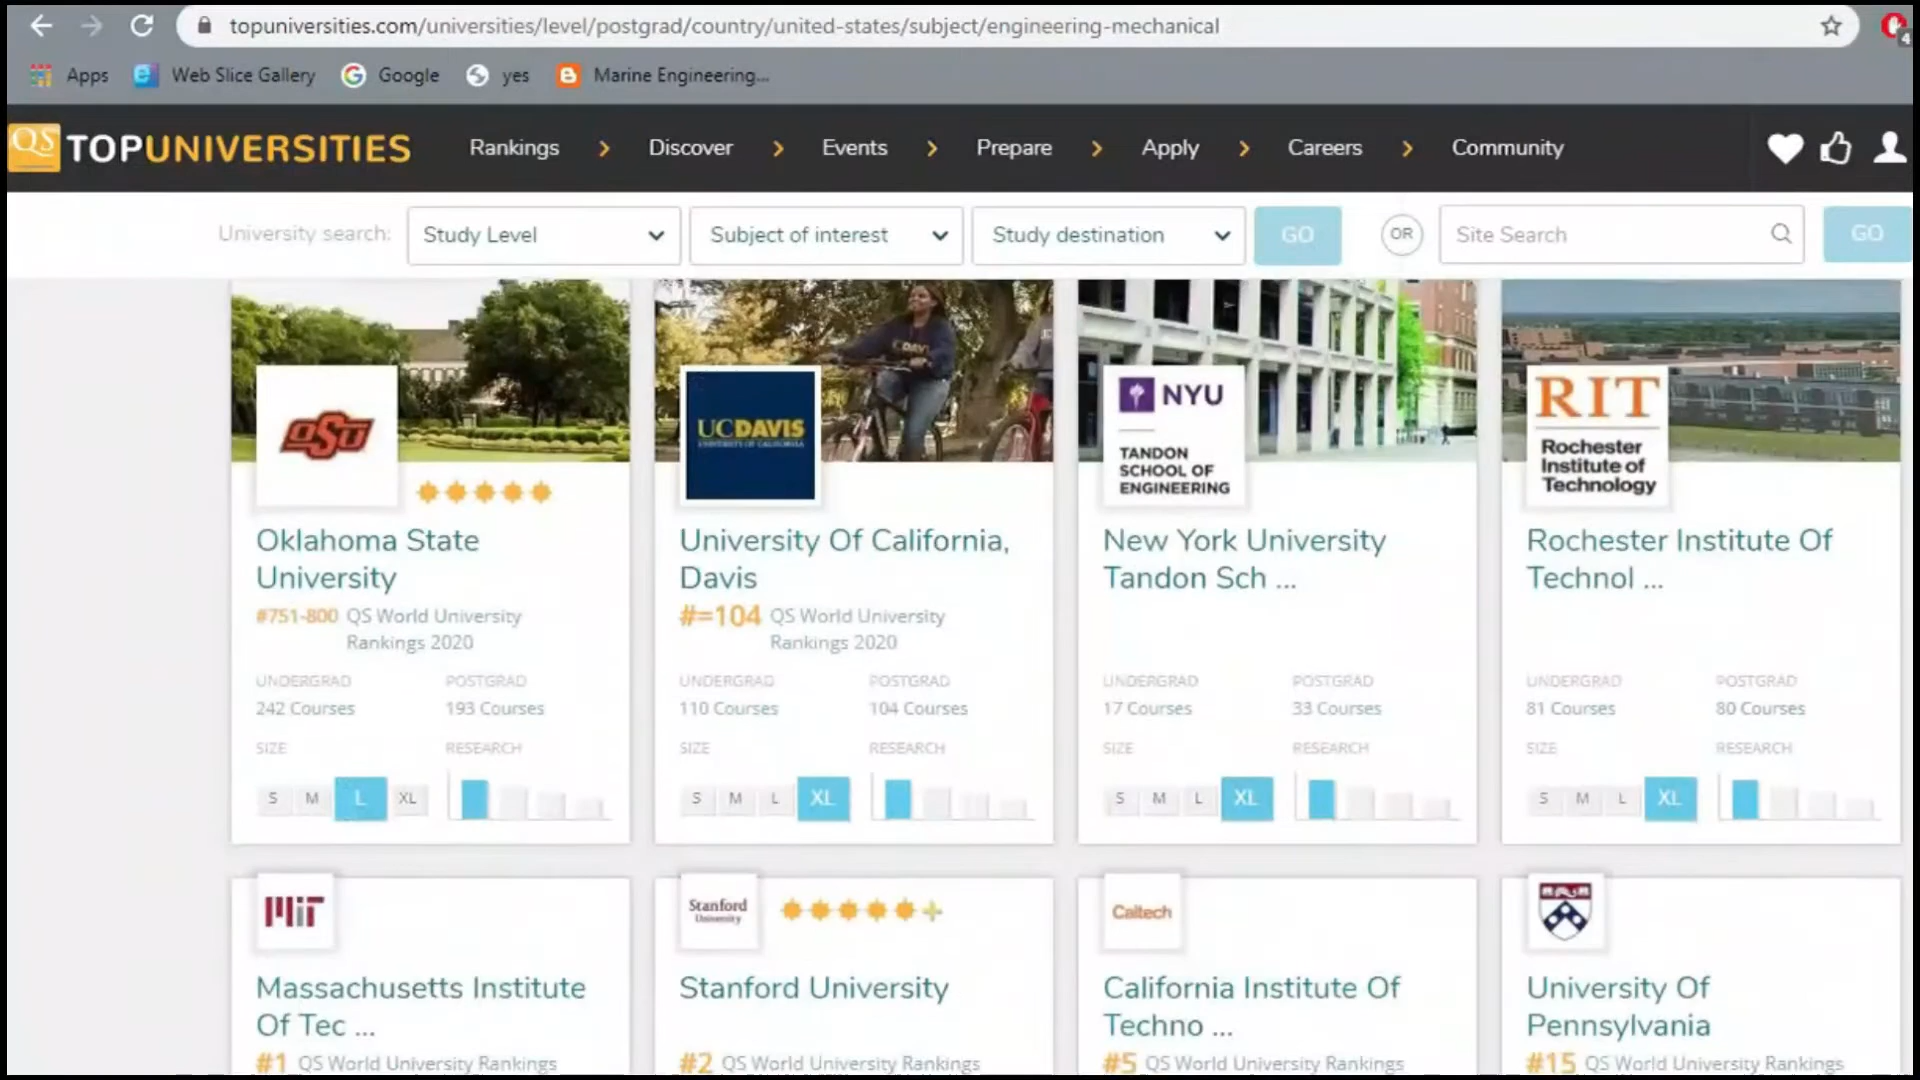 topuniversities.com/universities/level/postgrad/country/united-states/subject/engineering-mechanical
4
Apps Web Slice Gallery Google yes Marine Engineering...
QS TOPUNIVERSITIES Rankings Discover Events Prepare Apply Careers Community
University search: Study Level Subject of interest Study destination GO OR Site Search GO
OSU
UCDAVIS
UNIVERSITY OF CALIFORNIA
NYU
TANDON
SCHOOL OF
ENGINEERING
RIT
Rochester
Institute of
Technology
Oklahoma State
University
#751-800 QS World University
Rankings 2020
UNDERGRAD POSTGRAD
242 Courses 193 Courses
SIZE RESEARCH
S M L XL
University Of California,
Davis
#=104 QS World University
Rankings 2020
UNDERGRAD POSTGRAD
110 Courses 104 Courses
SIZE RESEARCH
S M L XL
New York University
Tandon Sch ...
UNDERGRAD POSTGRAD
17 Courses 33 Courses
SIZE RESEARCH
S M L XL
Rochester Institute Of
Technol ...
UNDERGRAD POSTGRAD
81 Courses 80 Courses
SIZE RESEARCH
S M L XL
MIT
Massachusetts Institute
Of Tec ...
#1 QS World University Rankings
Stanford
University
Stanford University
#2 QS World University Rankings
Caltech
California Institute Of
Techno ...
#5 QS World University Rankings
University Of
Pennsylvania
#15 QS World University Rankings